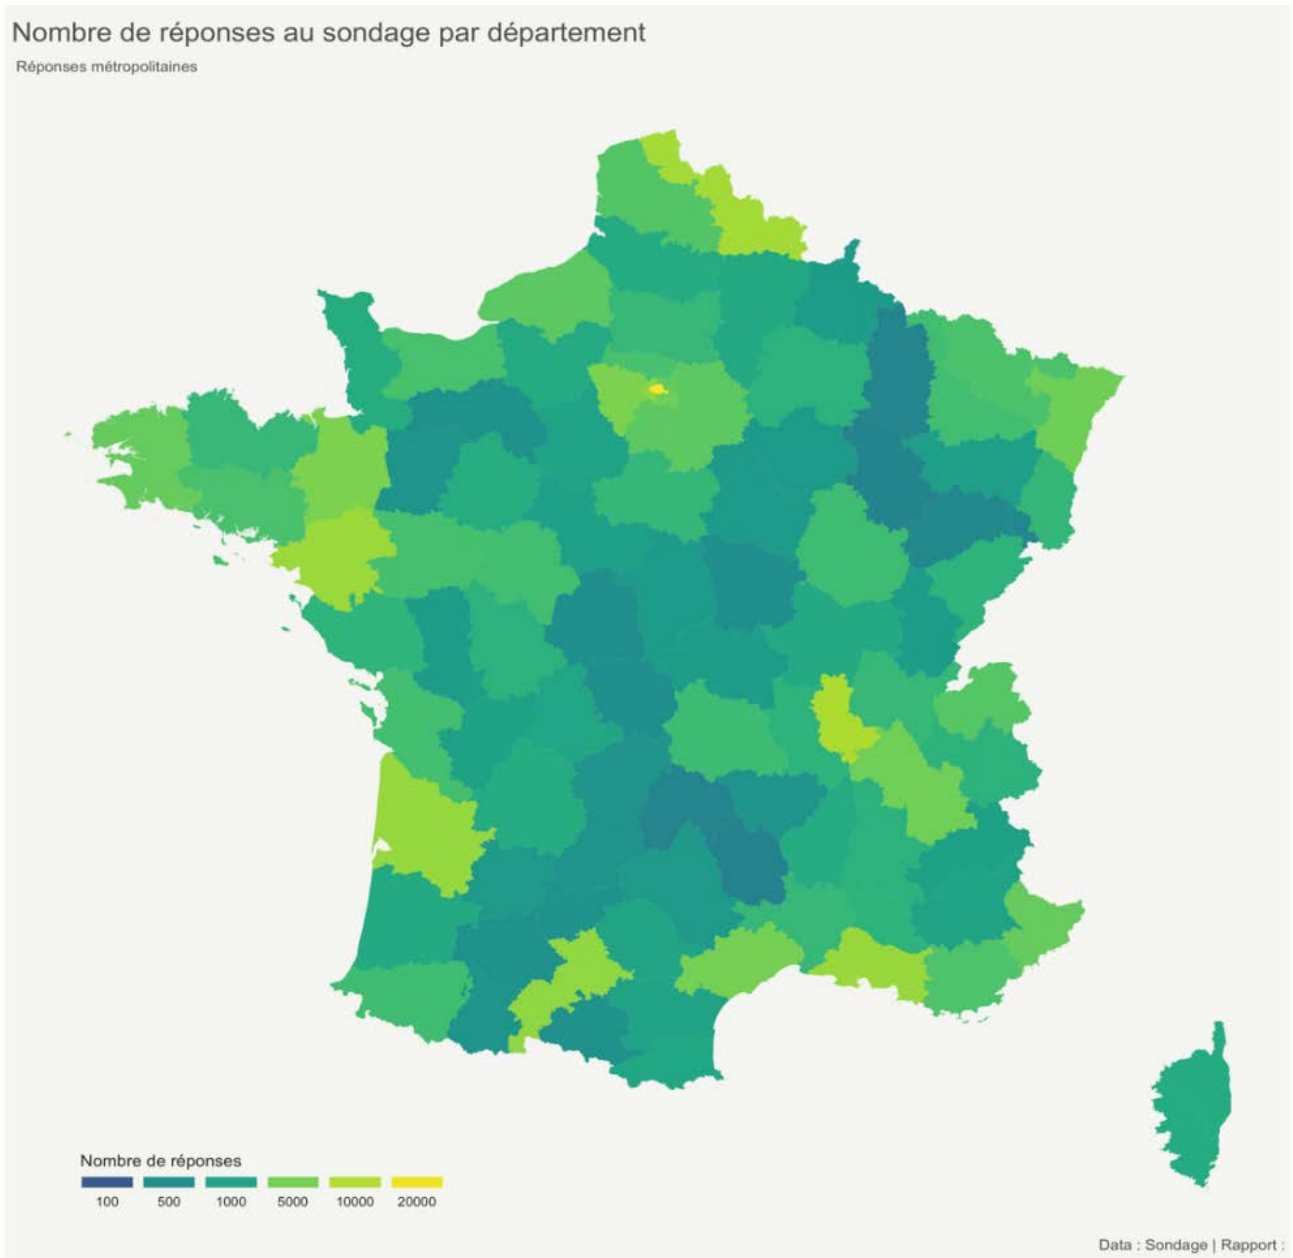 Nombre de réponses au sondage par département
Réponses métropolitaines
Nombre de réponses
100 500 1000 5000 10000 20000
Data : Sondage | Rapport :